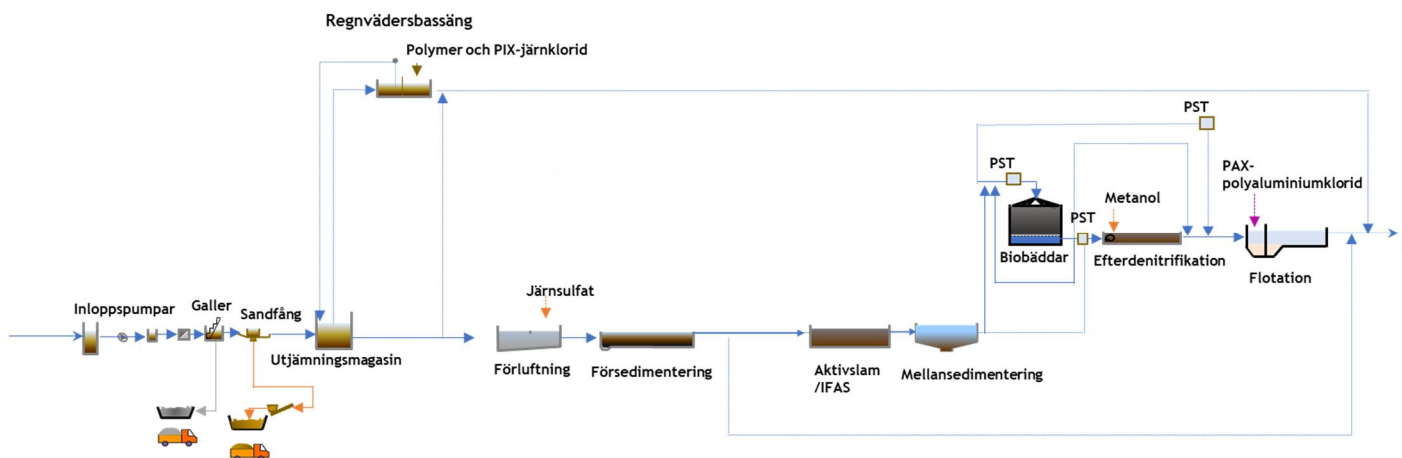 Regnvädersbassäng
Polymer och PIX-järnklorid
PST
PST
PAX-
polyaluminiumklorid
Metanol
PST
Biobäddar
Efterdenitrifikation
Flotation
Inloppspumpar
Galler
Sandfång
Järnsulfat
Utjämningsmagasin
Förluftning
Försedimentering
Aktivslam
/IFAS
Mellansedimentering